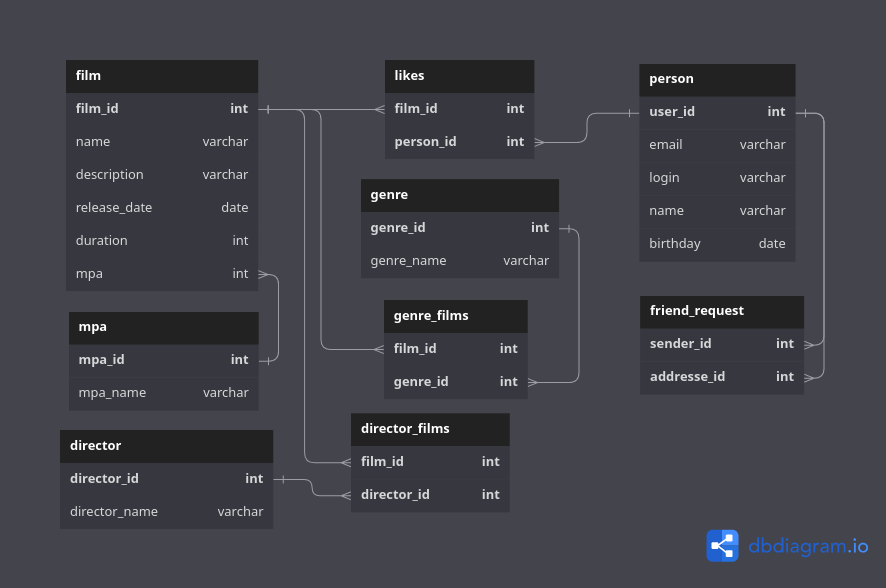 film
film_id int
name varchar
description varchar
release_date date
duration int
mpa int
mpa
mpa_id int
mpa_name varchar
director
director_id int
director_name varchar
likes
film_id int
person_id int
genre
genre_id int
genre_name varchar
genre_films
film_id int
genre_id int
director_films
film_id int
director_id int
person
user_id int
email varchar
login varchar
name varchar
birthday date
friend_request
sender_id int
addresse_id int
dbdiagram.io